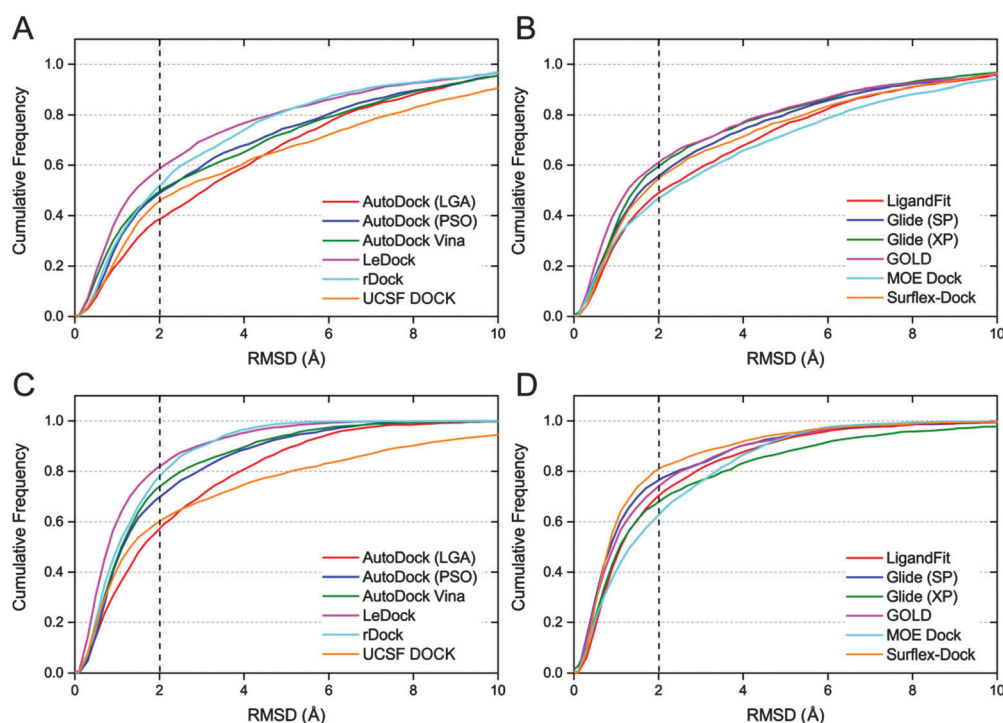 A
1.0
0.8
0.6
0.4
0.2
0.0
Cumulative Frequency
AutoDock (LGA)
AutoDock (PSO)
AutoDock Vina
LeDock
rDock
UCSF DOCK
0 2 4 6 8 10
RMSD (Å)
B
1.0
0.8
0.6
0.4
0.2
0.0
Cumulative Frequency
LigandFit
Glide (SP)
Glide (XP)
GOLD
MOE Dock
Surflex-Dock
0 2 4 6 8 10
RMSD (Å)
C
1.0
0.8
0.6
0.4
0.2
0.0
Cumulative Frequency
AutoDock (LGA)
AutoDock (PSO)
AutoDock Vina
LeDock
rDock
UCSF DOCK
0 2 4 6 8 10
RMSD (Å)
D
1.0
0.8
0.6
0.4
0.2
0.0
Cumulative Frequency
LigandFit
Glide (SP)
Glide (XP)
GOLD
MOE Dock
Surflex-Dock
0 2 4 6 8 10
RMSD (Å)